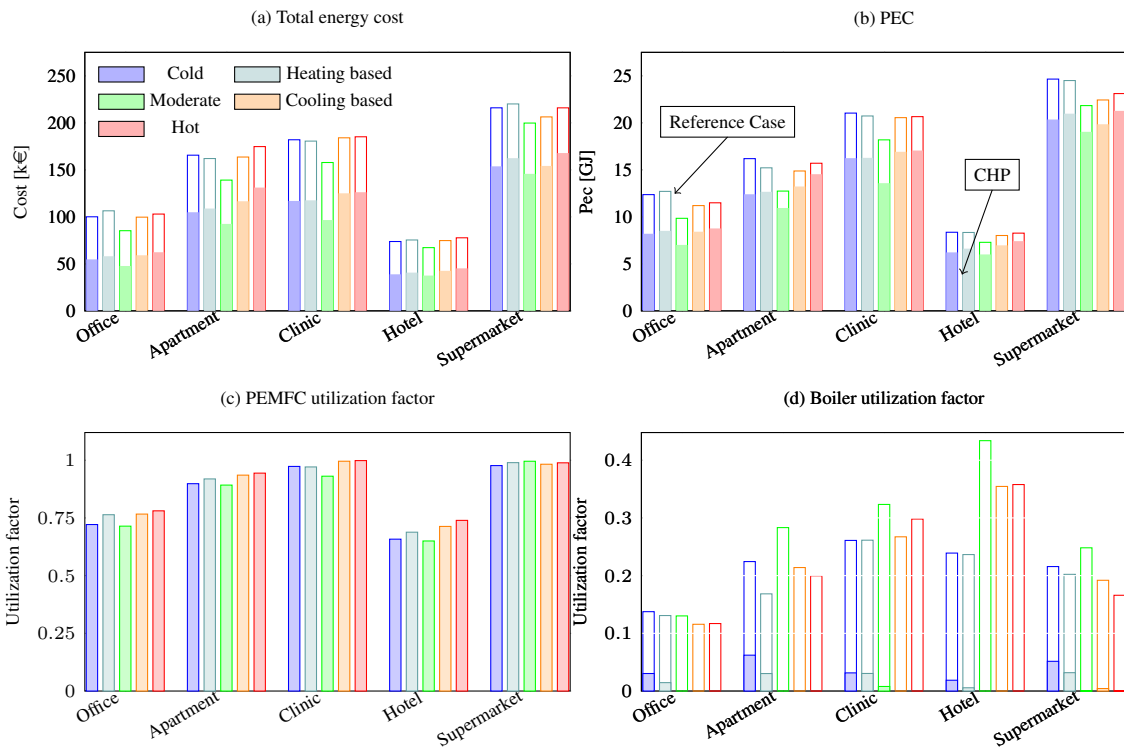 (a) Total energy cost
250
200
150
100
50
0
Cost [k€]
Cold
Heating based
Moderate
Cooling based
Hot
Office
Apartment
Clinic
Hotel
Supermarket
(b) PEC
25
20
15
10
5
0
Pec [GJ]
Reference Case
CHP
Office
Apartment
Clinic
Hotel
Supermarket
(c) PEMFC utilization factor
1
0.75
0.5
0.25
0
Utilization factor
Office
Apartment
Clinic
Hotel
Supermarket
(d) Boiler utilization factor
0.4
0.3
0.2
0.1
0
Utilization factor
Office
Apartment
Clinic
Hotel
Supermarket